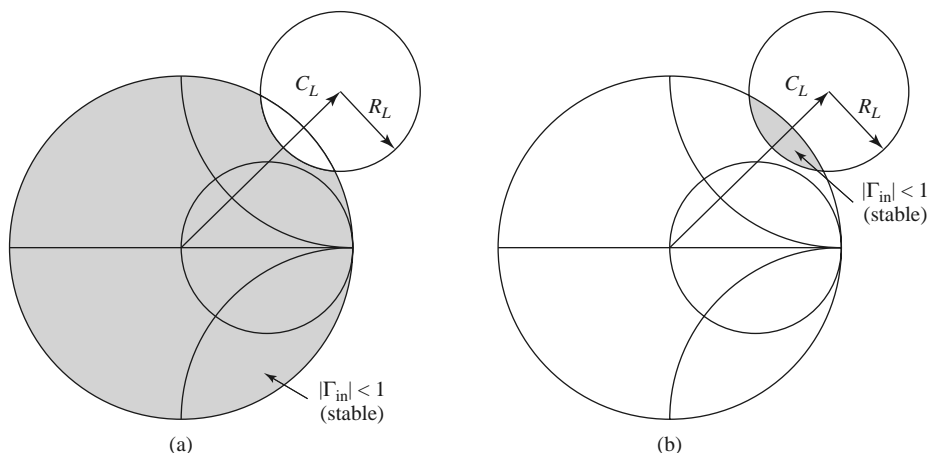 C_L
R_L
|Γ_in| < 1
(stable)
(a)
C_L
R_L
|Γ_in| < 1
(stable)
(b)